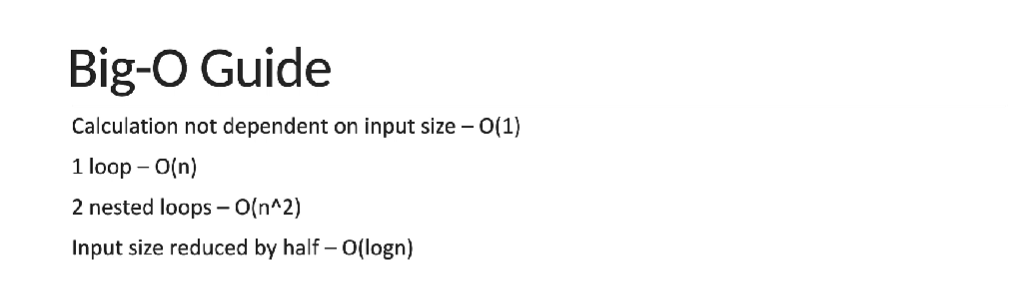 Big-O Guide
Calculation not dependent on input size – O(1)
1 loop – O(n)
2 nested loops – O(n^2)
Input size reduced by half – O(logn)